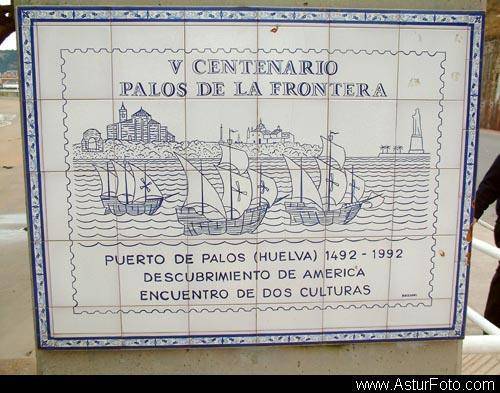 V CENTENARIO
PALOS DE LA FRONTERA
PUERTO DE PALOS (HUELVA) 1492 - 1992
DESCUBRIMIENTO DE AMERICA
ENCUENTRO DE DOS CULTURAS
www.AsturFoto.com